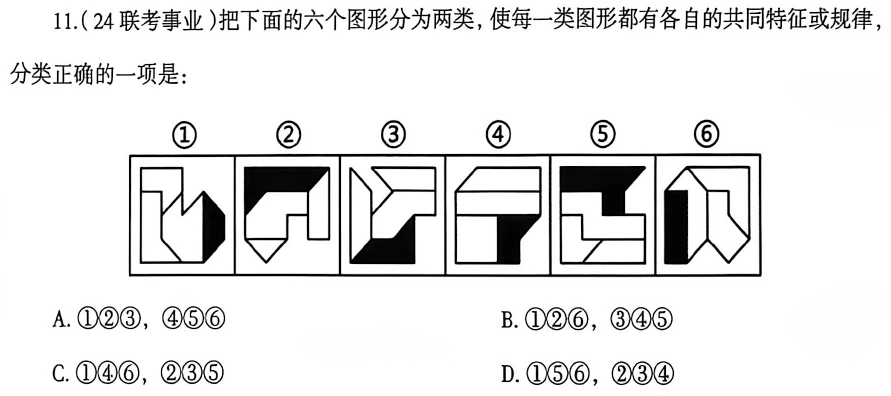 11.( 24 联考事业 )把下面的六个图形分为两类，使每一类图形都有各自的共同特征或规律，
分类正确的一项是：
① ② ③ ④ ⑤ ⑥
A. ①②③，④⑤⑥ B. ①②⑥，③④⑤
C. ①④⑥，②③⑤ D. ①⑤⑥，②③④